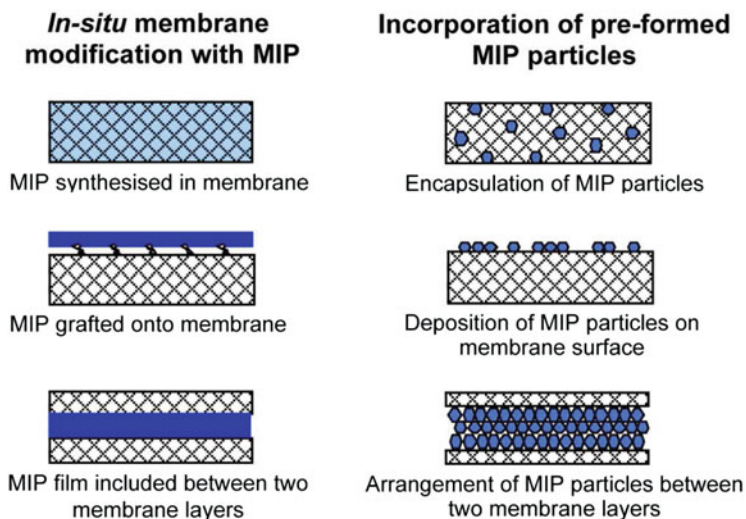 In-situ membrane
modification with MIP
MIP synthesised in membrane
MIP grafted onto membrane
MIP film included between two
membrane layers
Incorporation of pre-formed
MIP particles
Encapsulation of MIP particles
Deposition of MIP particles on
membrane surface
Arrangement of MIP particles between
two membrane layers